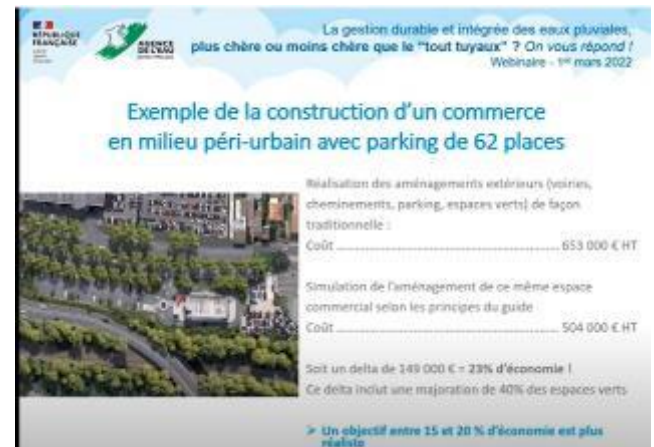 RÉPUBLIQUE
FRANÇAISE
AGENCE
DE L'EAU
La gestion durable et intégrée des eaux pluviales,
plus chère ou moins chère que le "tout tuyaux" ? On vous répond !
Webinaire - 1er mars 2022
Exemple de la construction d'un commerce
en milieu péri-urbain avec parking de 62 places
Réalisation des aménagements extérieurs (voiries,
cheminements, parking, espaces verts) de façon
traditionnelle :
Coût ................................................ 653 000 € HT
Simulation de l'aménagement de ce même espace
commercial selon les principes du guide
Coût ................................................ 504 000 € HT
Soit un delta de 149 000 € = 23% d'économie !
Ce delta inclut une majoration de 40% des espaces verts
➤ Un objectif entre 15 et 20 % d'économie est plus
réaliste